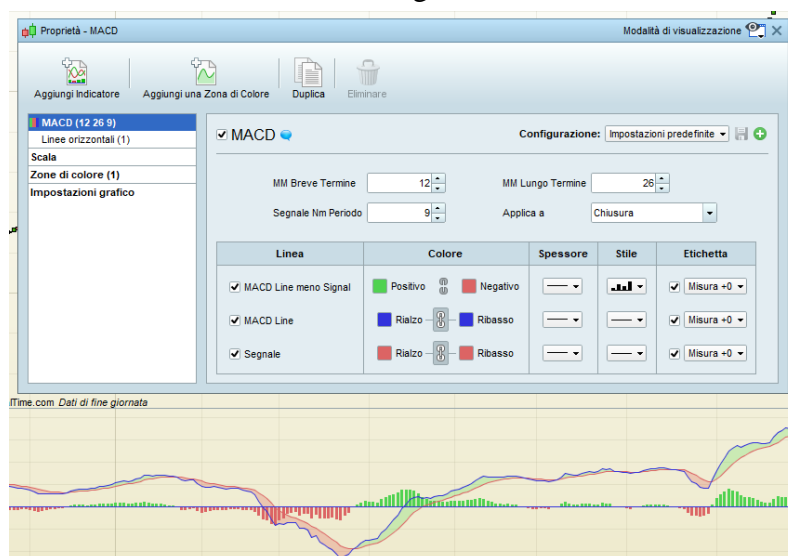 Proprietà - MACD
Modalità di visualizzazione
Aggiungi Indicatore
Aggiungi una Zona di Colore
Duplica
Eliminare
MACD (12 26 9)
Linee orizzontali (1)
Scala
Zone di colore (1)
Impostazioni grafico
MACD
Configurazione: Impostazioni predefinite
MM Breve Termine 12
MM Lungo Termine 26
Segnale Nm Periodo 9
Applica a Chiusura
Linea Colore Spessore Stile Etichetta
MACD Line meno Signal Positivo Negativo Misura +0
MACD Line Rialzo Ribasso Misura +0
Segnale Rialzo Ribasso Misura +0
lTime.com Dati di fine giornata